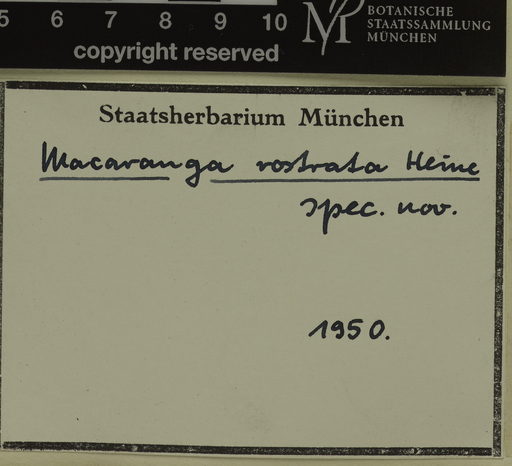 5 6 7 8 9 10
copyright reserved
BOTANISCHE
STAATSSAMMLUNG
MÜNCHEN
Staatsherbarium München
Macaranga rostrata Heine
spec. nov.
1950.